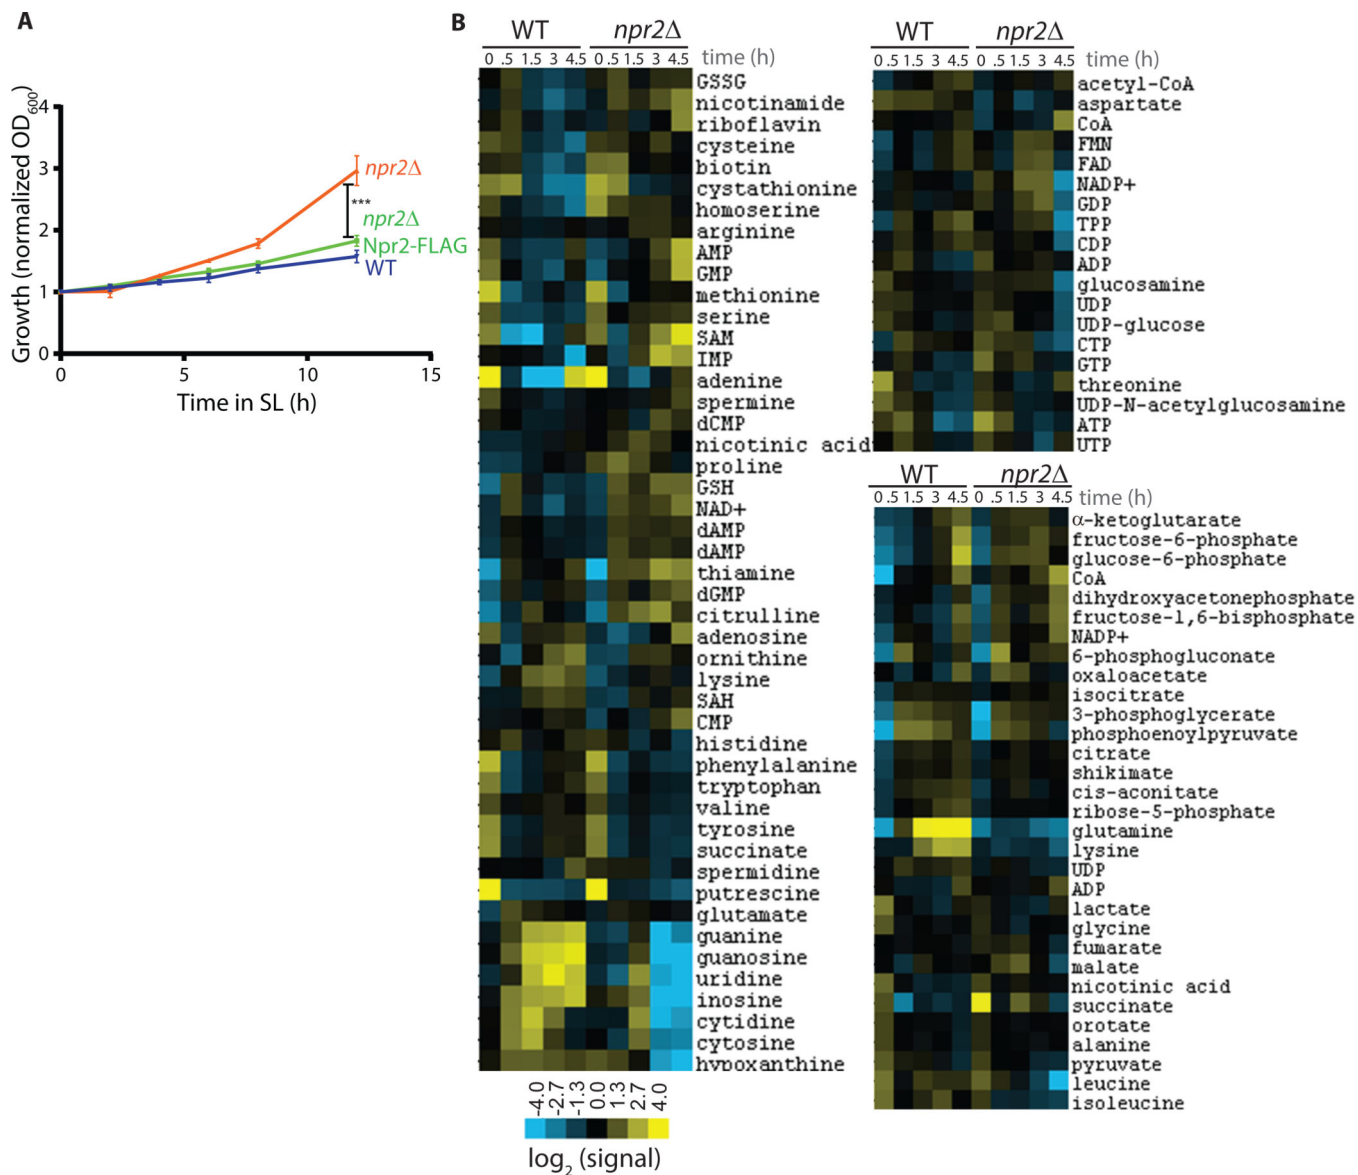 A
Growth (normalized OD600)
4
3
2
1
0
0 5 10 15
Time in SL (h)
npr2Δ
***
npr2Δ
Npr2-FLAG
WT
B
WT npr2Δ
0 .5 1.5 3 4.5 0 .5 1.5 3 4.5 time (h)
GSSG
nicotinamide
riboflavin
cysteine
biotin
cystathionine
homoserine
arginine
AMP
GMP
methionine
serine
SAM
IMP
adenine
spermine
dCMP
nicotinic acid
proline
GSH
NAD+
dAMP
dAMP
thiamine
dGMP
citrulline
adenosine
ornithine
lysine
SAH
CMP
histidine
phenylalanine
tryptophan
valine
tyrosine
succinate
spermidine
putrescine
glutamate
guanine
guanosine
uridine
inosine
cytidine
cytosine
hypoxanthine
-4.0 -2.7 -1.3 0.0 1.3 2.7 4.0
log2 (signal)
WT npr2Δ
0 .5 1.5 3 4.5 0 .5 1.5 3 4.5 time (h)
acetyl-CoA
aspartate
CoA
FMN
FAD
NADP+
GDP
TPP
CDP
ADP
glucosamine
UDP
UDP-glucose
CTP
GTP
threonine
UDP-N-acetylglucosamine
ATP
UTP
WT npr2Δ
0 .5 1.5 3 4.5 0 .5 1.5 3 4.5 time (h)
α-ketoglutarate
fructose-6-phosphate
glucose-6-phosphate
CoA
dihydroxyacetonephosphate
fructose-1,6-bisphosphate
NADP+
6-phosphogluconate
oxaloacetate
isocitrate
3-phosphoglycerate
phosphoenoylpyruvate
citrate
shikimate
cis-aconitate
ribose-5-phosphate
glutamine
lysine
UDP
ADP
lactate
glycine
fumarate
malate
nicotinic acid
succinate
orotate
alanine
pyruvate
leucine
isoleucine